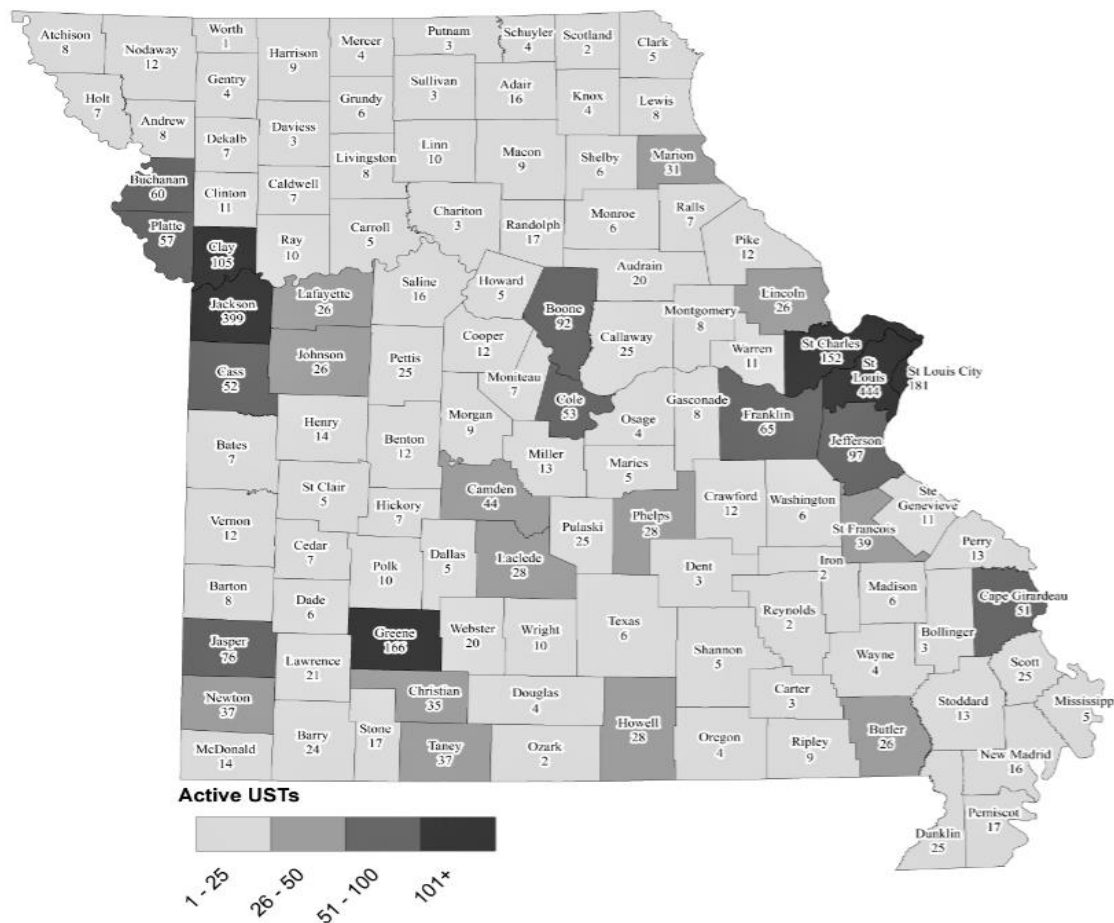 Atchison
8
Nodaway
12
Worth
1
Harrison
9
Mercer
4
Putnam
3
Schuyler
4
Scotland
2
Clark
5
Holt
7
Gentry
4
Sullivan
3
Adair
16
Knox
4
Lewis
8
Andrew
8
Daviess
3
Grundy
6
Dekalb
7
Livingston
8
Linn
10
Macon
9
Shelby
6
Marion
31
Buchanan
60
Clinton
11
Caldwell
7
Platte
57
Clay
105
Ray
10
Carroll
5
Chariton
3
Randolph
17
Monroe
6
Ralls
7
Pike
12
Jackson
399
Lafayette
26
Saline
16
Howard
5
Boone
92
Audrain
20
Montgomery
8
Lincoln
26
Cass
52
Johnson
26
Pettis
25
Cooper
12
Moniteau
7
Callaway
25
Warren
11
St Charles
152
St
Louis
444
St Louis City
181
Cole
53
Osage
4
Gasconade
8
Franklin
65
Jefferson
97
Bates
7
Henry
14
Benton
12
Morgan
9
Miller
13
Maries
5
Vernon
12
St Clair
5
Hickory
7
Camden
44
Pulaski
25
Phelps
28
Crawford
12
Washington
6
St Francois
39
Ste
Genevieve
11
Perry
13
Cedar
7
Polk
10
Dallas
5
Laclede
28
Dent
3
Iron
2
Madison
6
Bollinger
3
Cape Girardeau
51
Barton
8
Dade
6
Greene
166
Webster
20
Wright
10
Texas
6
Shannon
5
Reynolds
2
Wayne
4
Scott
25
Jasper
76
Lawrence
21
Christian
35
Douglas
4
Howell
28
Carter
3
Stoddard
13
Mississipp
5
Newton
37
McDonald
14
Barry
24
Stone
17
Taney
37
Ozark
2
Oregon
4
Ripley
9
Butler
26
New Madrid
16
Dunklin
25
Pemiscot
17
Active USTs
1 - 25
26 - 50
51 - 100
101+